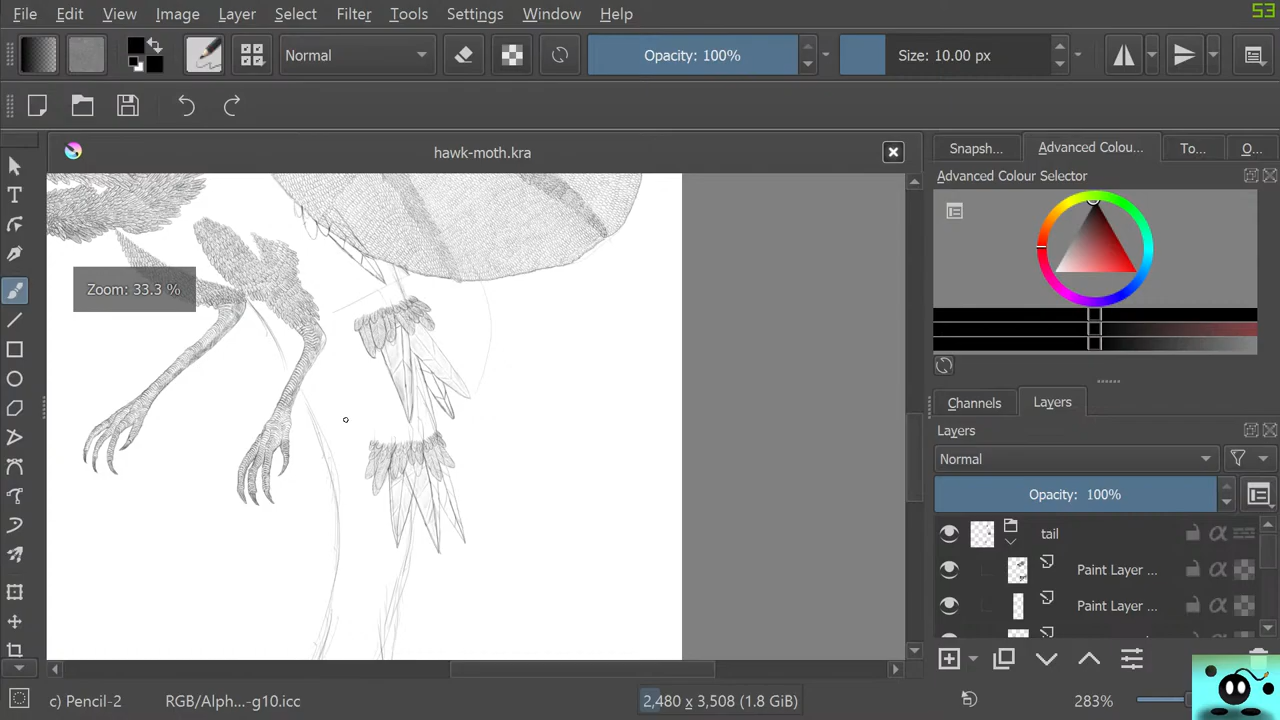 File Edit View Image Layer Select Filter Tools Settings Window Help 53
Normal Opacity: 100% Size: 10.00 px
hawk-moth.kra Snapsh... Advanced Colou... To... O...
Advanced Colour Selector
Zoom: 33.3 %
Channels Layers
Layers
Normal
Opacity: 100%
tail
Paint Layer ...
Paint Layer ...
c) Pencil-2 RGB/Alph...-g10.icc 2,480 x 3,508 (1.8 GiB) 283%